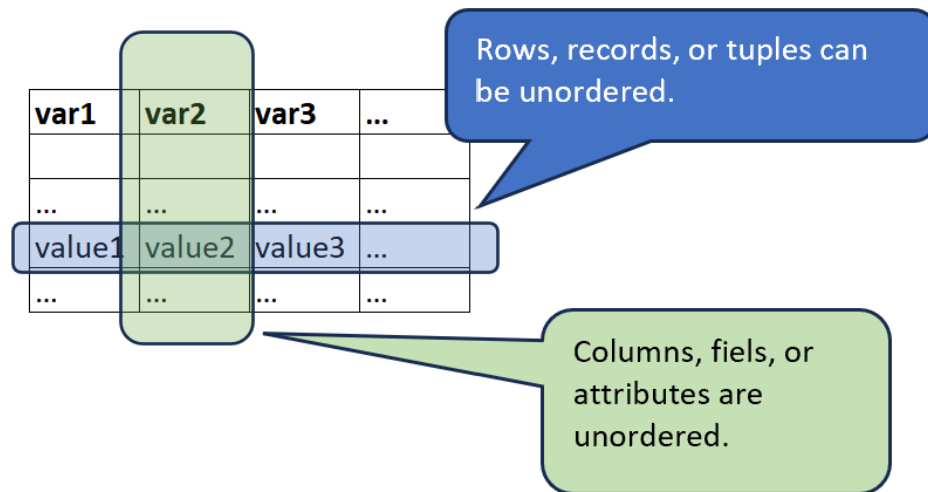 Rows, records, or tuples can
be unordered.
var1 var2 var3 ...
... ... ... ...
value1 value2 value3 ...
... ... ... ...
Columns, fiels, or
attributes are
unordered.